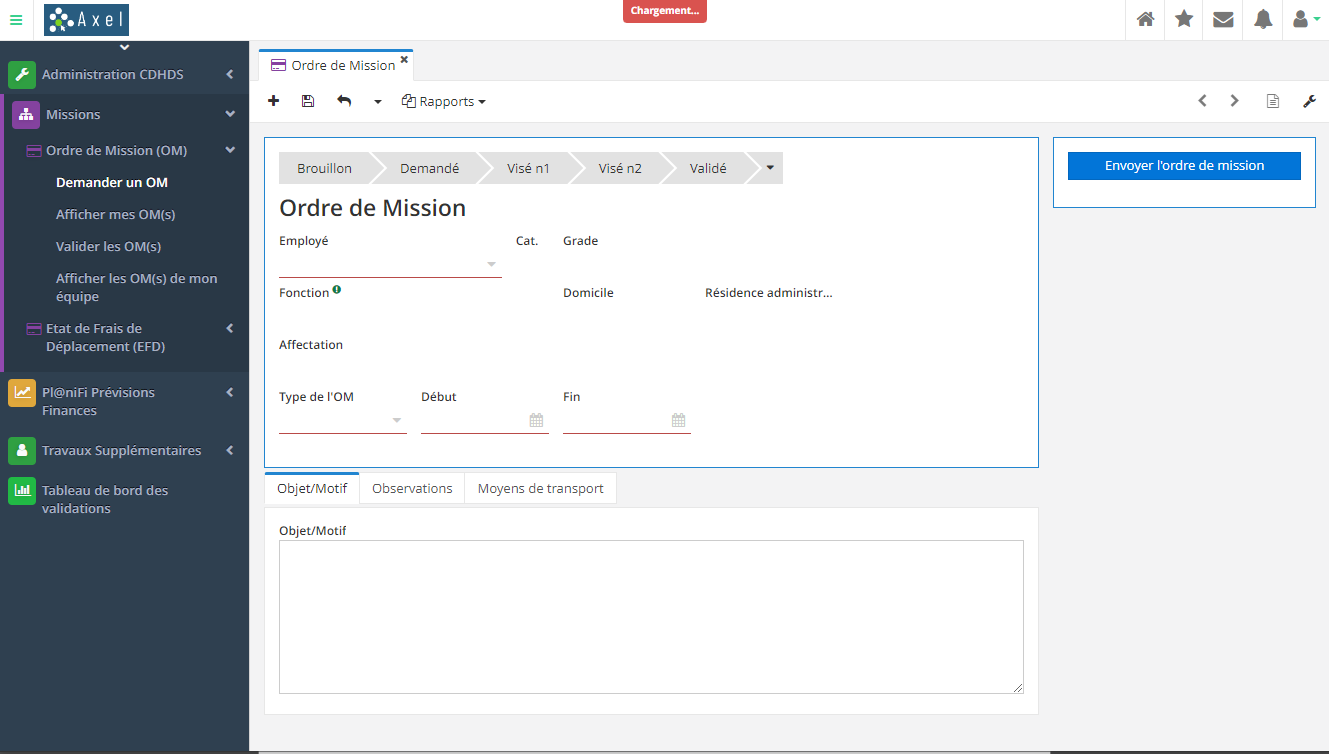 Axel
Chargement...
Administration CDHDS
Missions
Ordre de Mission (OM)
Demander un OM
Afficher mes OM(s)
Valider les OM(s)
Afficher les OM(s) de mon
équipe
Etat de Frais de
Déplacement (EFD)
Pl@niFi Prévisions
Finances
Travaux Supplémentaires
Tableau de bord des
validations
Ordre de Mission
Rapports
Brouillon Demandé Visé n1 Visé n2 Validé
Envoyer l'ordre de mission
Ordre de Mission
Employé Cat. Grade
Fonction Domicile Résidence administr...
Affectation
Type de l'OM Début Fin
Objet/Motif Observations Moyens de transport
Objet/Motif